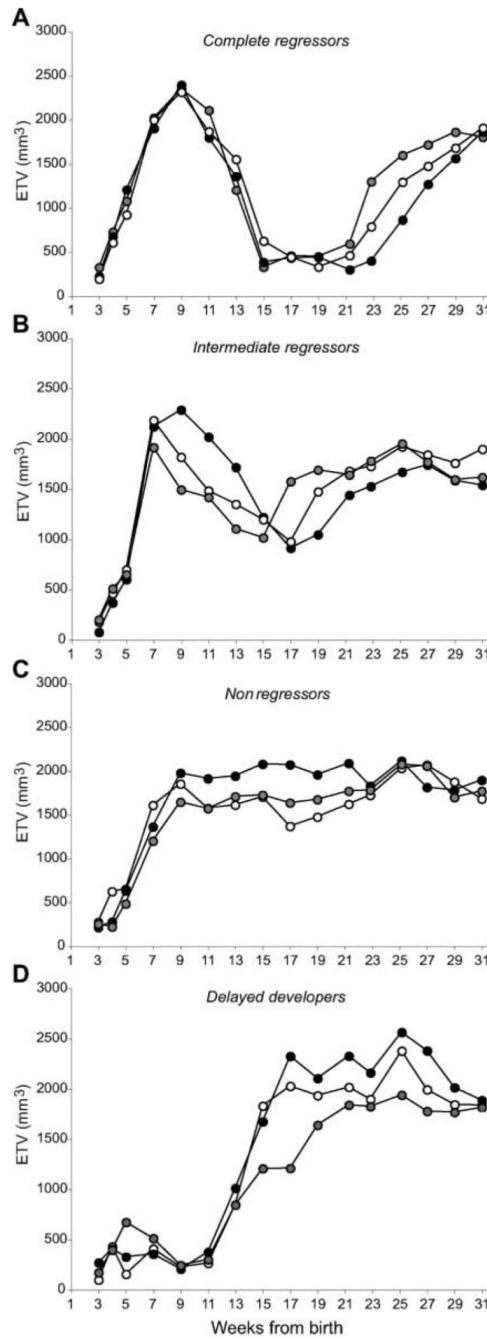 A
Complete regressors
3000
2500
2000
1500
1000
500
0
ETV (mm3)
1 3 5 7 9 11 13 15 17 19 21 23 25 27 29 31
B
Intermediate regressors
3000
2500
2000
1500
1000
500
0
ETV (mm3)
1 3 5 7 9 11 13 15 17 19 21 23 25 27 29 31
C
Non regressors
3000
2500
2000
1500
1000
500
0
ETV (mm3)
1 3 5 7 9 11 13 15 17 19 21 23 25 27 29 31
D
Delayed developers
3000
2500
2000
1500
1000
500
0
ETV (mm3)
1 3 5 7 9 11 13 15 17 19 21 23 25 27 29 31
Weeks from birth